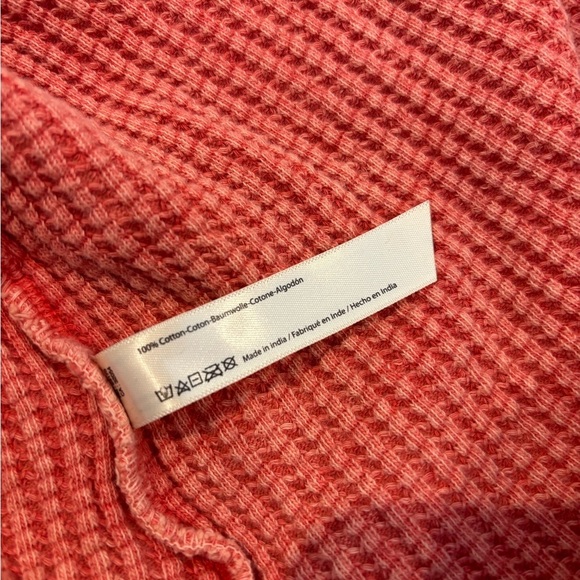 100% Cotton-Coton-Baumwolle-Cotone-Algodón
Made in india / Fabriqué en Inde / Hecho en India